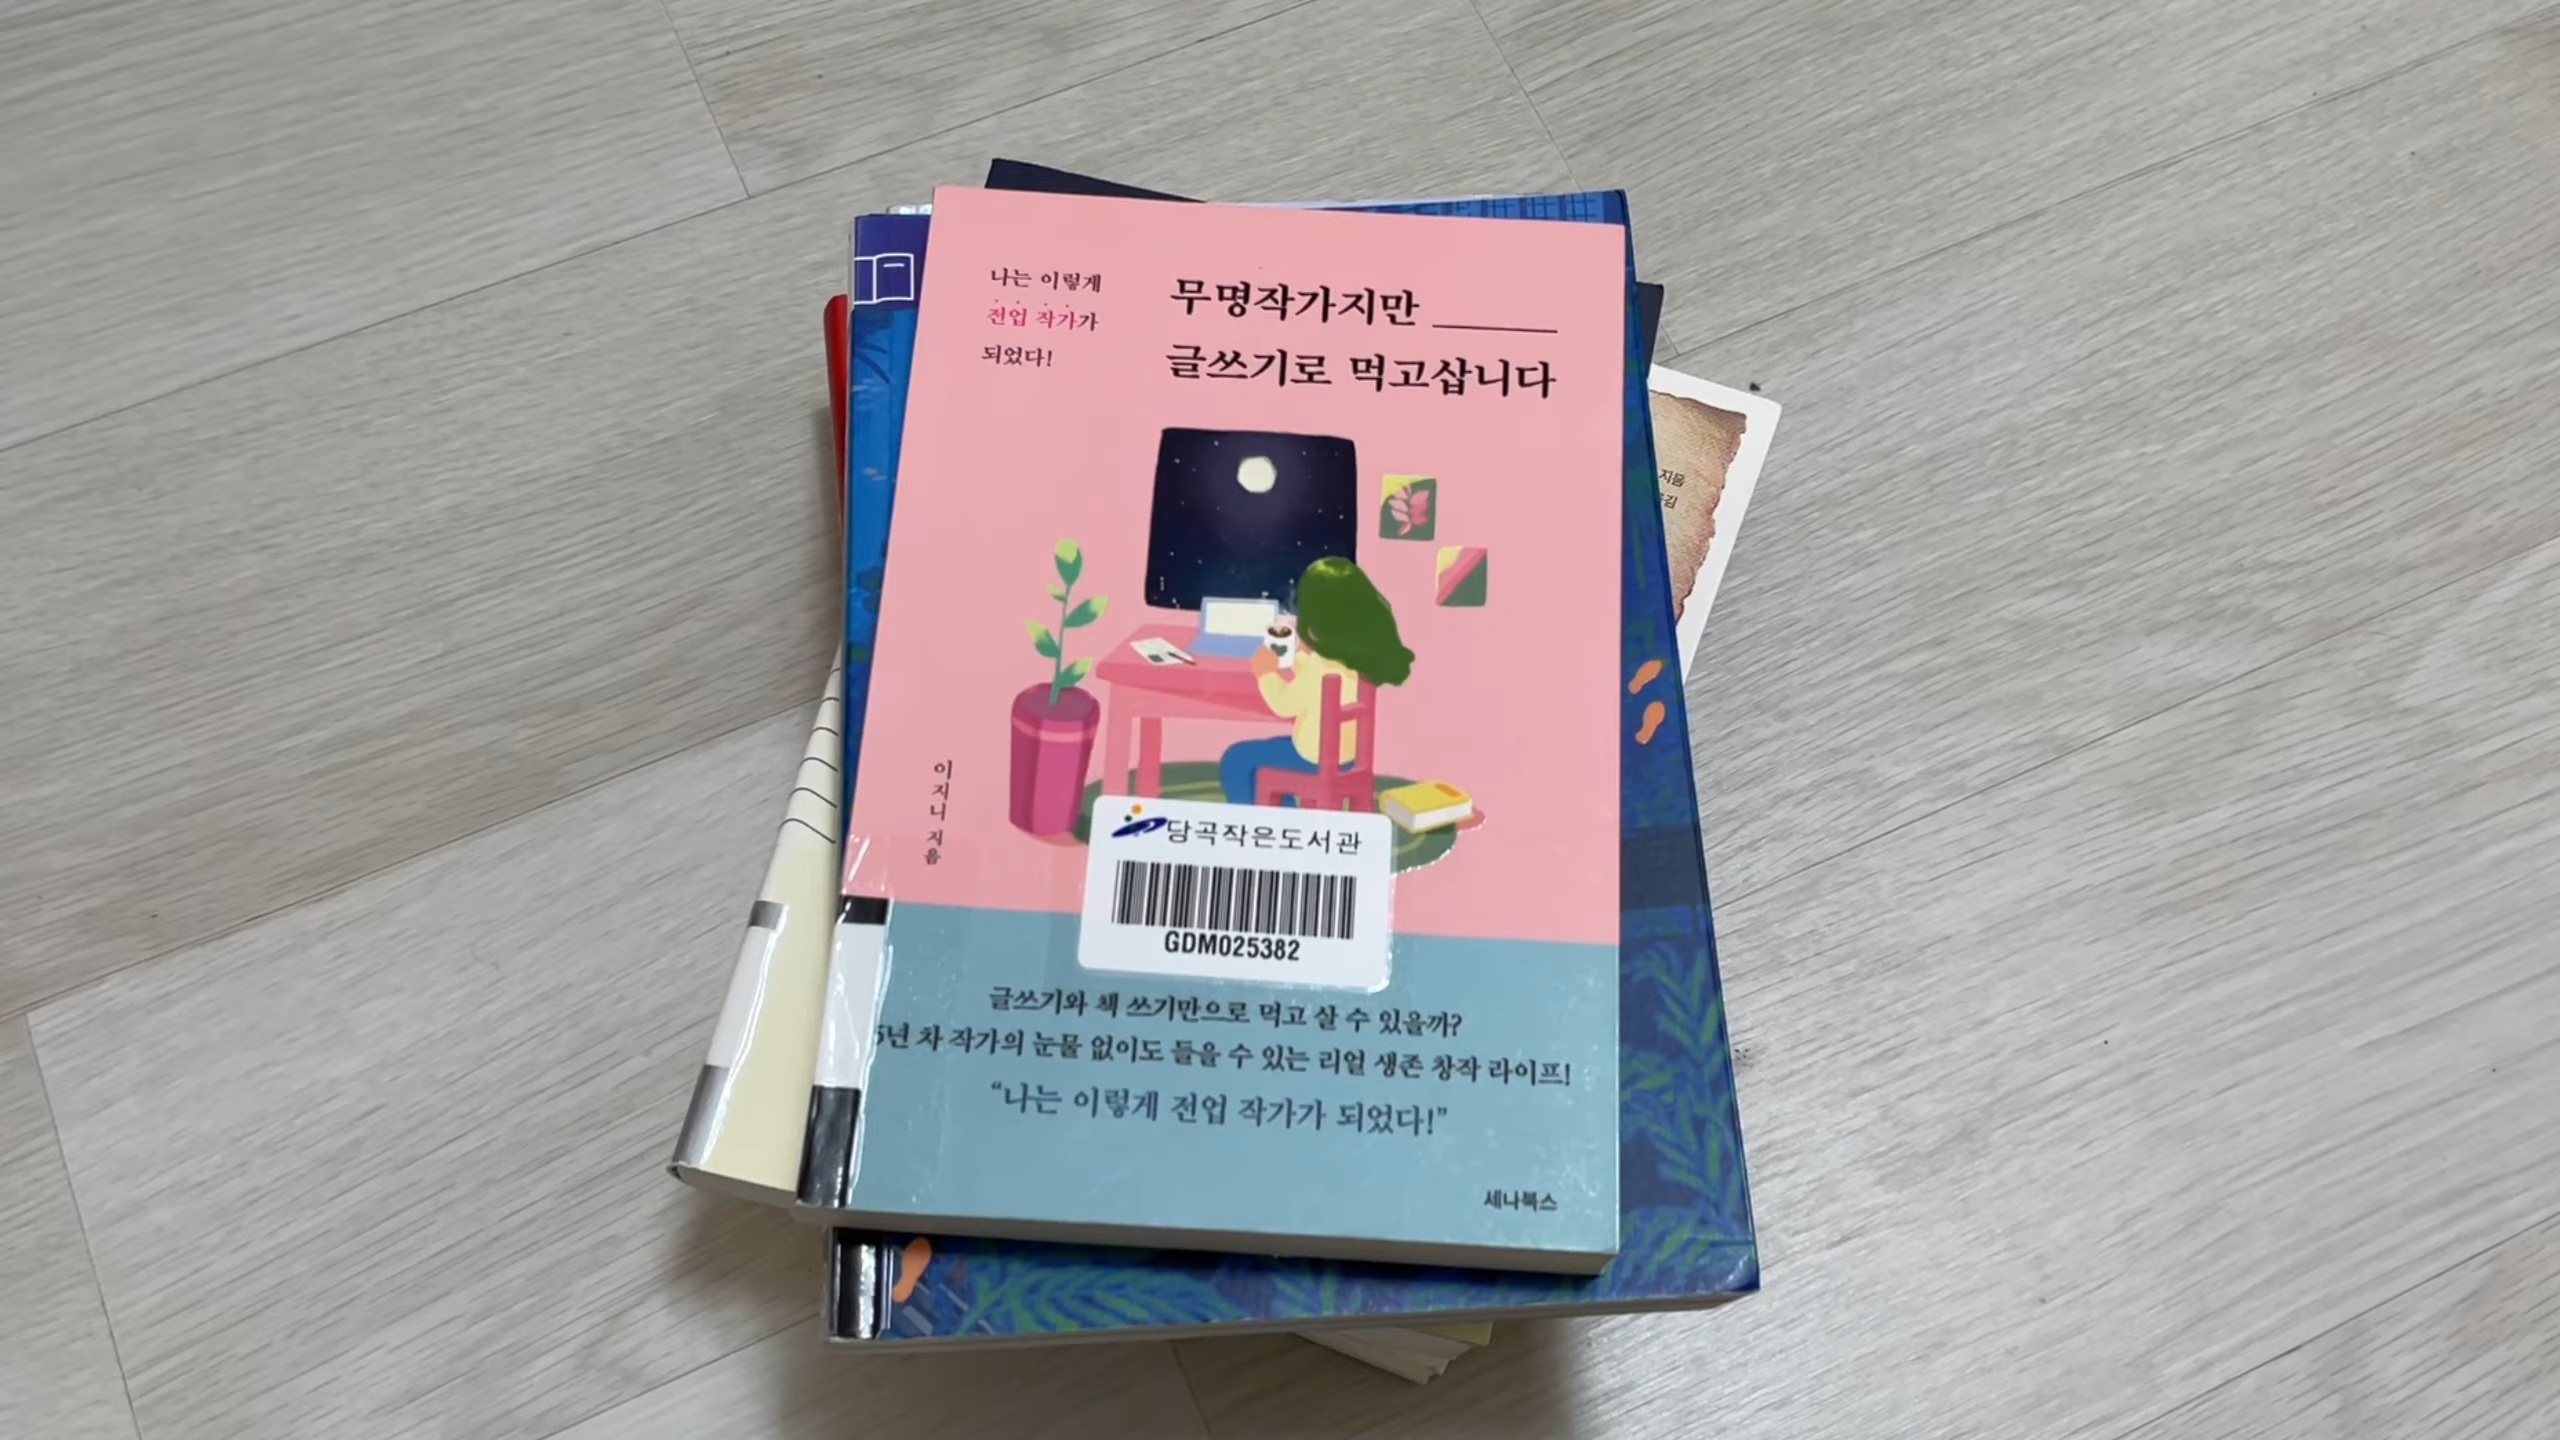 나는 이렇게
전업 작가가
되었다!
무명작가지만
글쓰기로 먹고삽니다
지음
이지니 지음
당곡작은도서관
GDM025382
글쓰기와 책 쓰기만으로 먹고 살 수 있을까?
5년 차 작가의 눈물 없이도 들을 수 있는 리얼 생존 창작 라이프!
“나는 이렇게 전업 작가가 되었다!”
세나북스